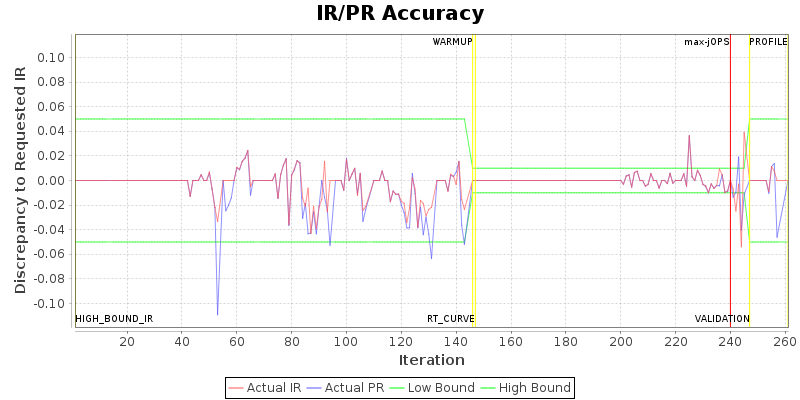 IR/PR Accuracy
WARMUP
max-jOPS
PROFILE
0.10
0.08
0.06
0.04
0.02
0.00
-0.02
-0.04
-0.06
-0.08
-0.10
Discrepancy to Requested IR
HIGH_BOUND_IR
RT_CURVE
VALIDATION
20 40 60 80 100 120 140 160 180 200 220 240 260
Iteration
Actual IR Actual PR Low Bound High Bound